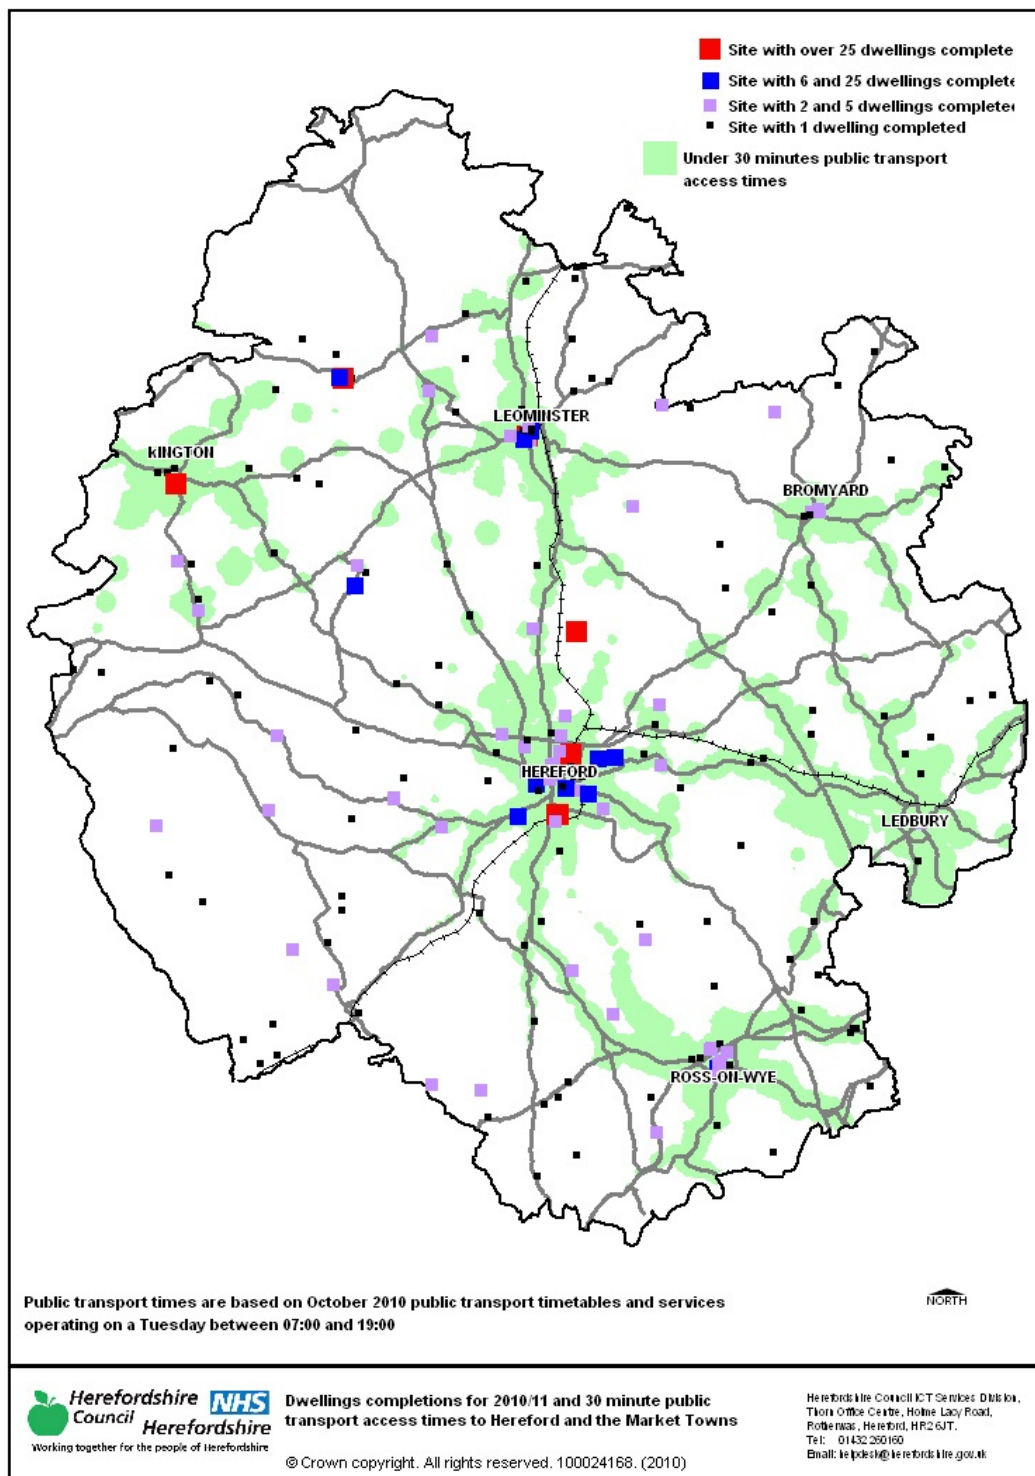 Site with over 25 dwellings complete
Site with 6 and 25 dwellings complete
Site with 2 and 5 dwellings completed
Site with 1 dwelling completed
Under 30 minutes public transport
access times
LEOMINSTER
kINGTON
BROMYARD
HEREFORD
LEDBURY
ROSS-ON-WYE
Public transport times are based on October 2010 public transport timetables and services
operating on a Tuesday between 07:00 and 19:00
NORTH
Herefordshire
Council
NHS
Herefordshire
Working together for the people of Herefordshire
Dwellings completions for 2010/11 and 30 minute public
transport access times to Hereford and the Market Towns
© Crown copyright. All rights reserved. 100024168. (2010)
Herefordshire Council ICT Services Division,
Thorn Office Centre, Holme Lacy Road,
Rotherwas, Hereford, HR2 6JT.
Tel: 01432 260160
Email: helpdesk@herefordshire.gov.uk